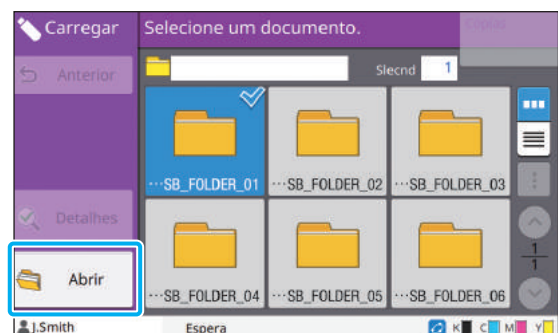 Carregar
Selecione um documento.
Cópias
Anterior
Slecnd 1
···SB_FOLDER_01
···SB_FOLDER_02
···SB_FOLDER_03
Detalhes
1
1
Abrir
···SB_FOLDER_04
···SB_FOLDER_05
···SB_FOLDER_06
J.Smith
Espera
K C M Y